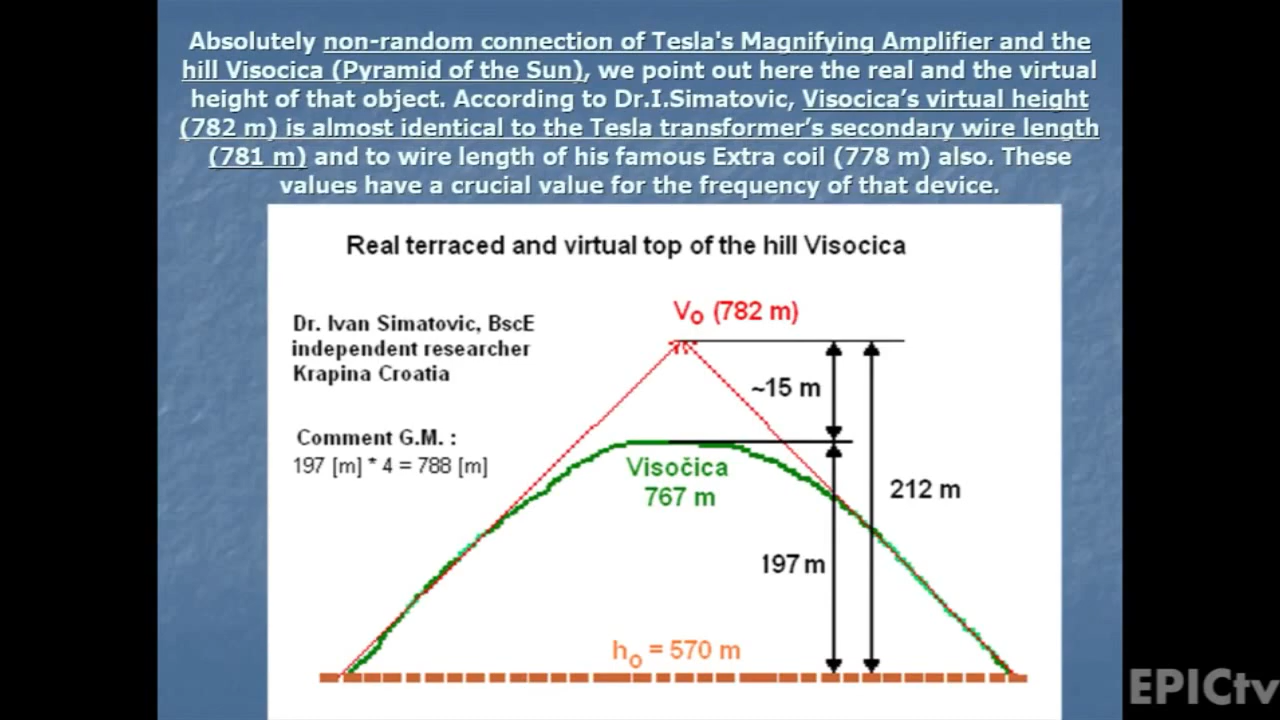 Absolutely non-random connection of Tesla's Magnifying Amplifier and the
hill Visocica (Pyramid of the Sun), we point out here the real and the virtual
height of that object. According to Dr.I.Simatovic, Visocica's virtual height
(782 m) is almost identical to the Tesla transformer's secondary wire length
(781 m) and to wire length of his famous Extra coil (778 m) also. These
values have a crucial value for the frequency of that device.
Real terraced and virtual top of the hill Visocica
Dr. Ivan Simatovic, BscE
independent researcher
Krapina Croatia
Comment G.M. :
197 [m] * 4 = 788 [m]
Vo (782 m)
~15 m
Visočica
767 m
212 m
197 m
ho = 570 m
EPICtv